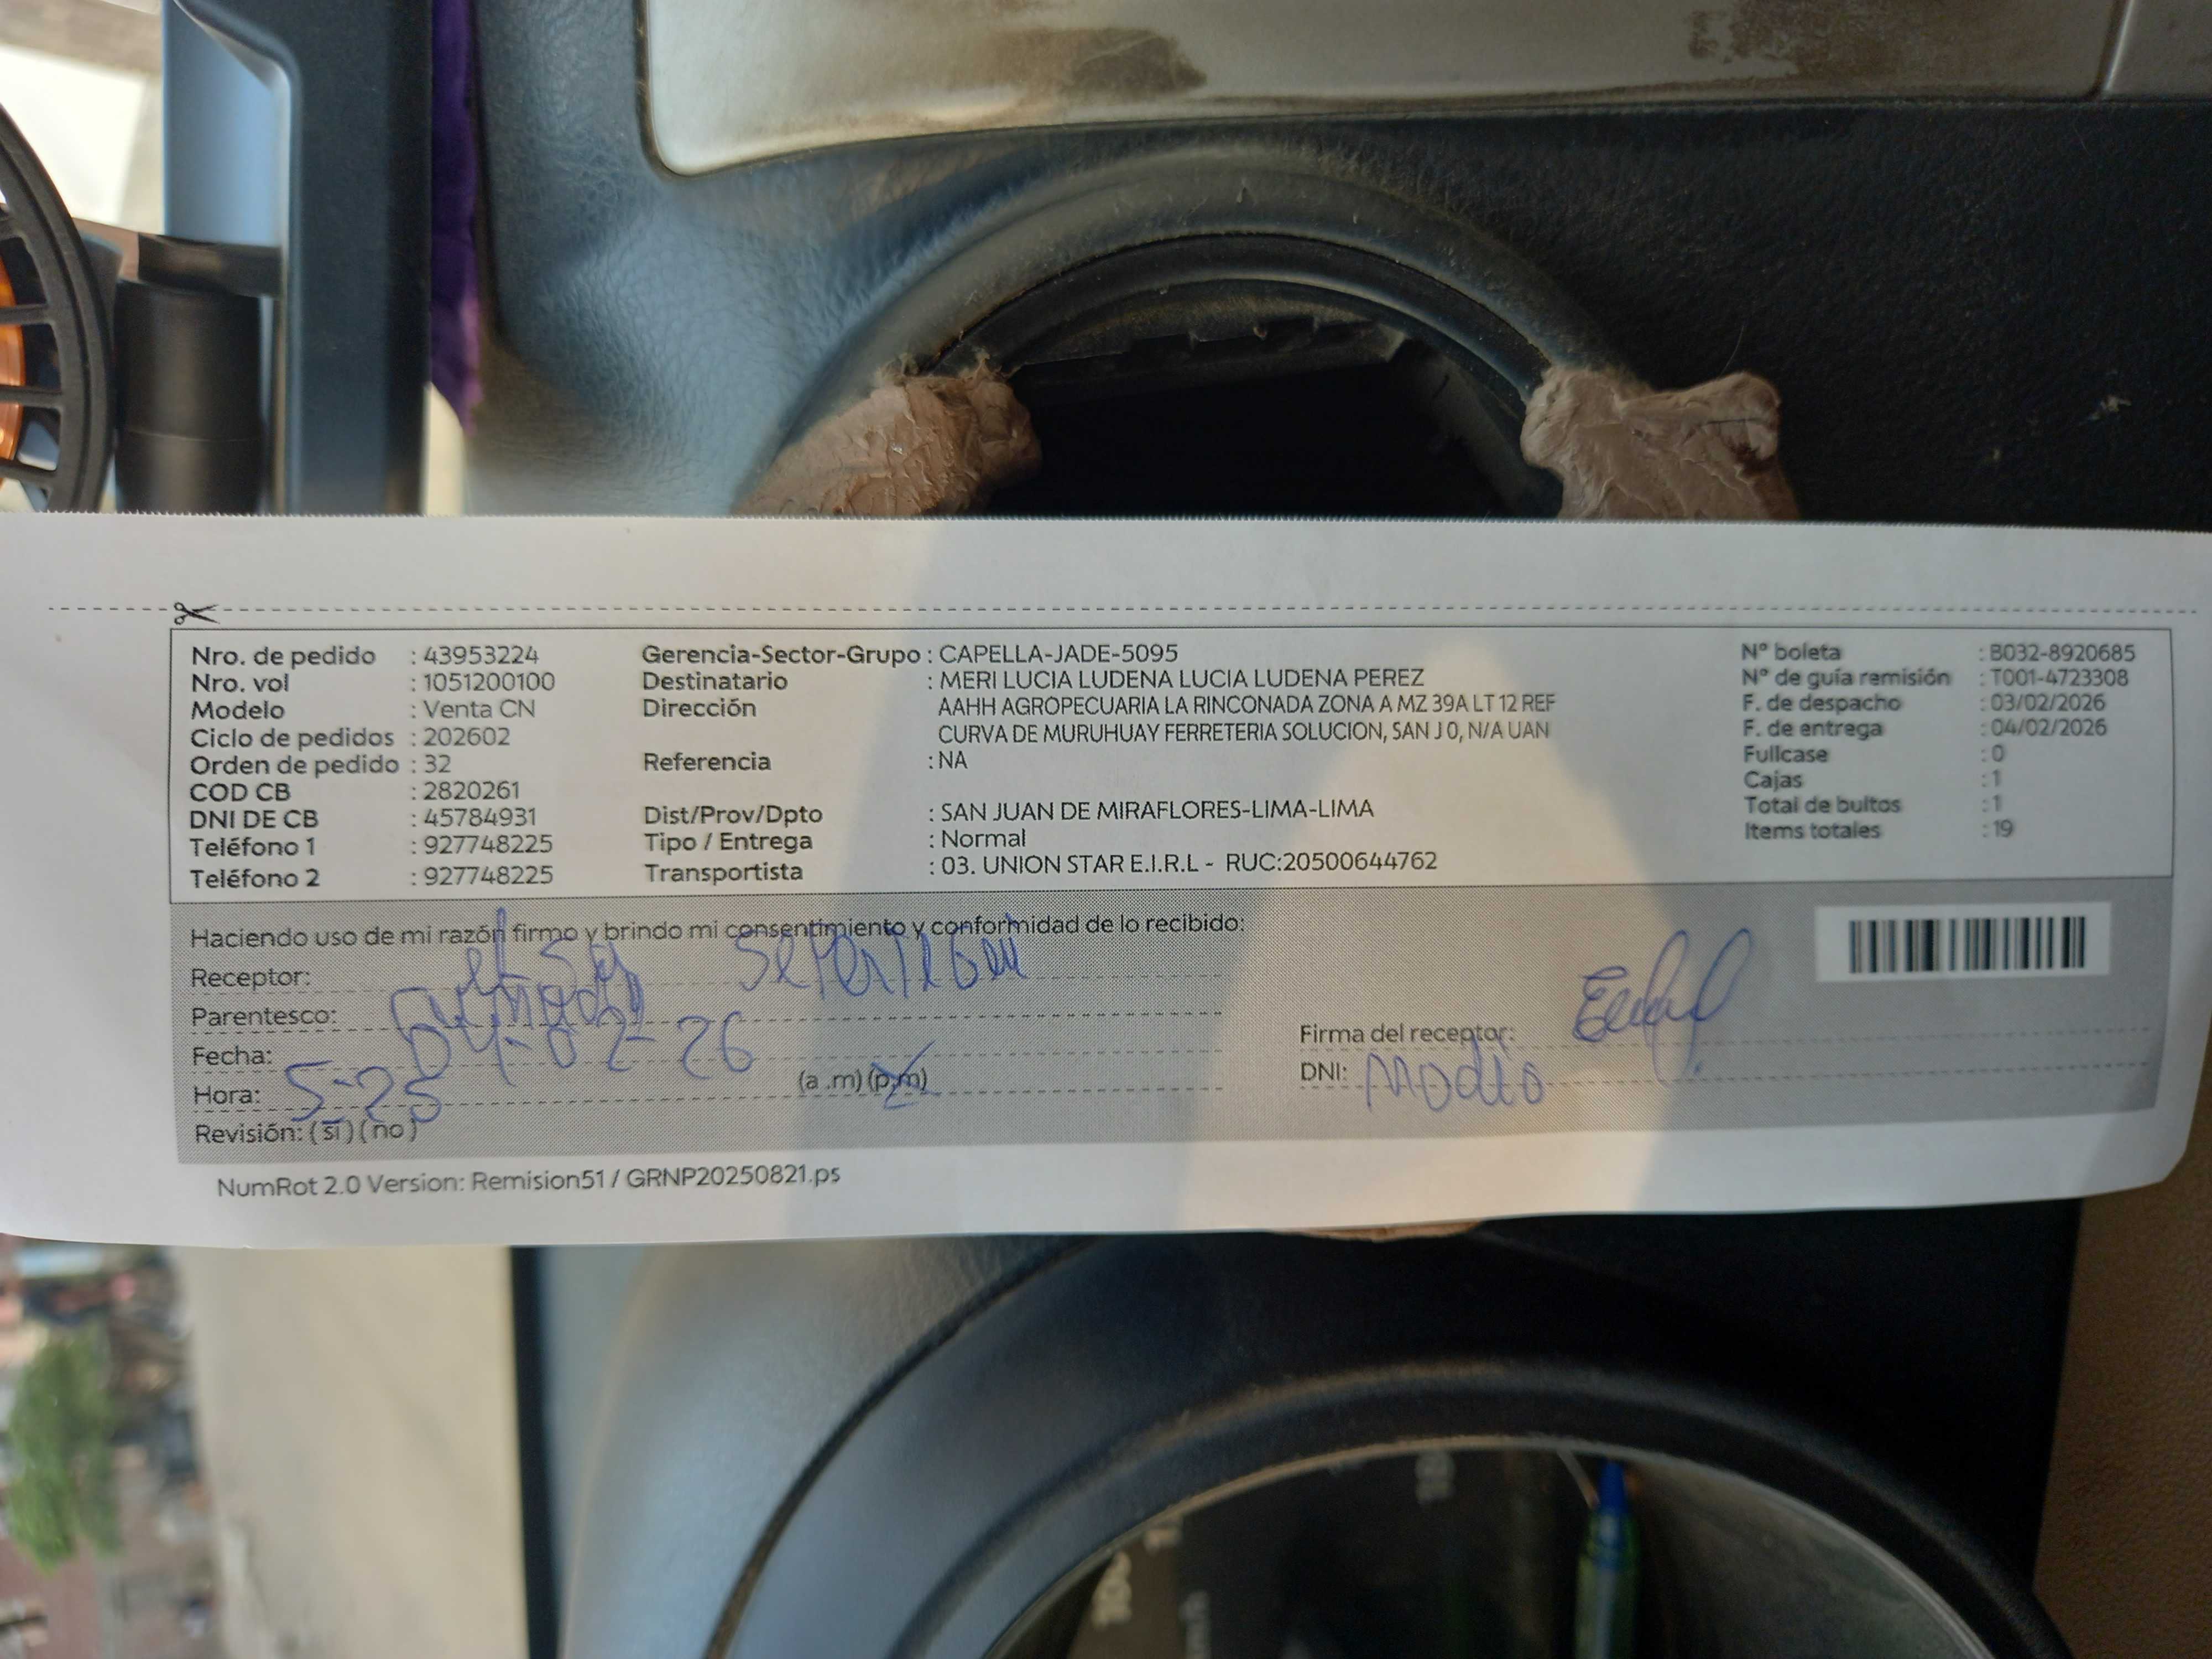 Nro. de pedido : 43953224
Nro. vol : 1051200100
Modelo : Venta CN
Ciclo de pedidos : 202602
Orden de pedido : 32
COD CB : 2820261
DNI DE CB : 45784931
Teléfono 1 : 927748225
Teléfono 2 : 927748225
Gerencia-Sector-Grupo : CAPELLA-JADE-5095
Destinatario : MERI LUCIA LUDENA LUCIA LUDENA PEREZ
Dirección AAHH AGROPECUARIA LA RINCONADA ZONA A MZ 39A LT 12 REF
CURVA DE MURUHUAY FERRETERIA SOLUCION, SAN J 0, N/A UAN
Referencia : NA
Dist/Prov/Dpto : SAN JUAN DE MIRAFLORES-LIMA-LIMA
Tipo / Entrega : Normal
Transportista : 03. UNION STAR E.I.R.L - RUC:20500644762
N° boleta : B032-8920685
N° de guía remisión : T001-4723308
F. de despacho : 03/02/2026
F. de entrega : 04/02/2026
Fullcase : 0
Cajas : 1
Total de bultos : 1
Items totales : 19
Haciendo uso de mi razón firmo y brindo mi consentimiento y conformidad de lo recibido:
Receptor:
Parentesco:
Fecha: 04-02-26
Hora: 5:25 (a .m) (p.m)
Revisión: ( si ) ( no )
Firma del receptor:
DNI:
NumRot 2.0 Version: Remision51 / GRNP20250821.ps